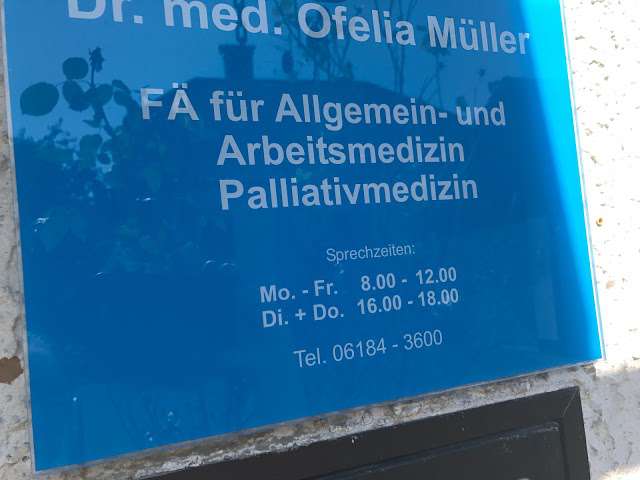 Dr. med. Ofelia Müller
FÄ für Allgemein- und
Arbeitsmedizin
Palliativmedizin
Sprechzeiten:
Mo. - Fr. 8.00 - 12.00
Di. + Do. 16.00 - 18.00
Tel. 06184 - 3600